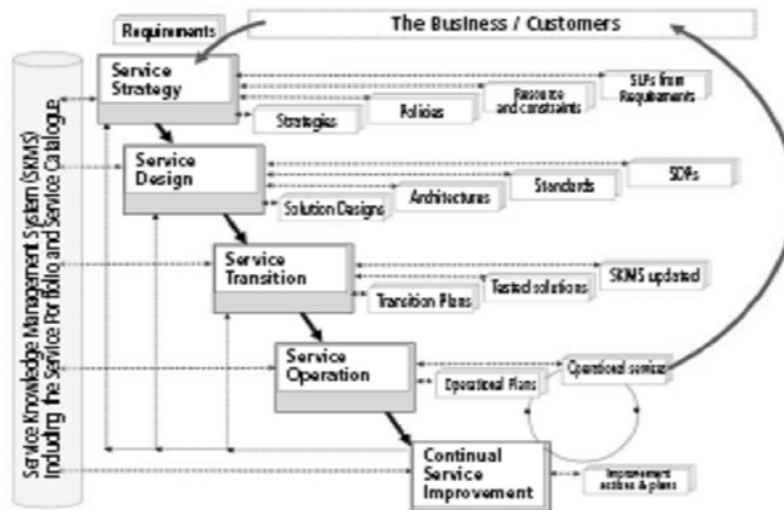 The Business / Customers
Requirements
Service
Strategy
SLPs from
Requirements
Resource
and constraints
Policies
Strategies
Service
Design
SDPs
Standards
Architectures
Solution Designs
Service
Transition
SKMS updated
Tested solutions
Transition Plans
Service
Operation
Operational services
Operational Plans
Continual
Service
Improvement
Improvement
actions & plans
Service Knowledge Management System (SKMS)
Including the Service Portfolio and Service Catalogue